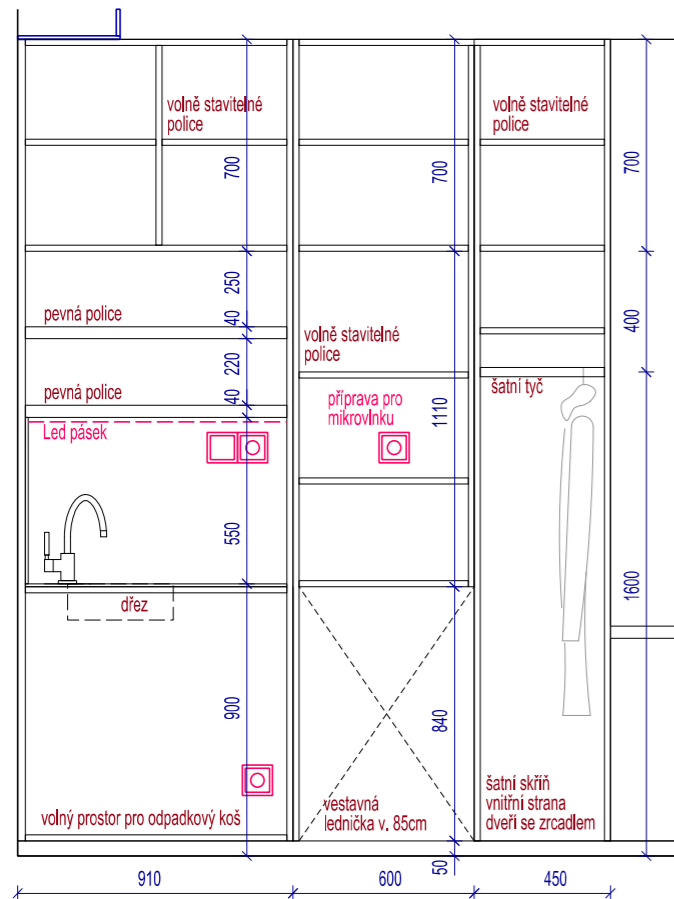 volně stavitelné
police
volně stavitelné
police
700
700
700
250
pevná police
40
volně stavitelné
police
400
220
šatní tyč
pevná police
40
příprava pro
mikrovlnku
1110
Led pásek
550
1600
dřez
900
840
šatní skříň
vnitřní strana
dveří se zrcadlem
vestavná
lednička v. 85cm
volný prostor pro odpadkový koš
50
910
600
450